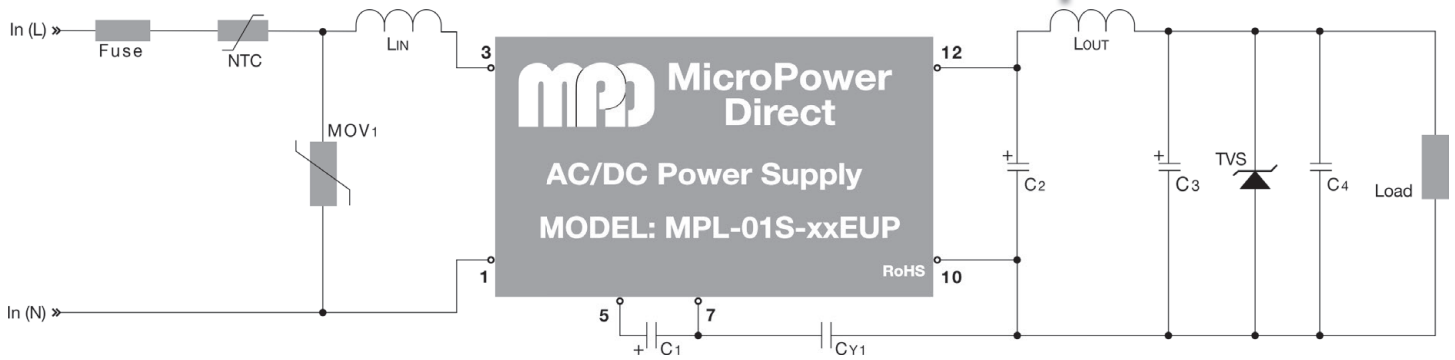 In (L)
Fuse
NTC
LIN
MOV1
In (N)
3
1
MPD
MicroPower
Direct
AC/DC Power Supply
MODEL: MPL-01S-xxEUP
RoHS
12
10
5
7
+
C1
CY1
LOUT
+
C2
+
C3
TVS
C4
Load